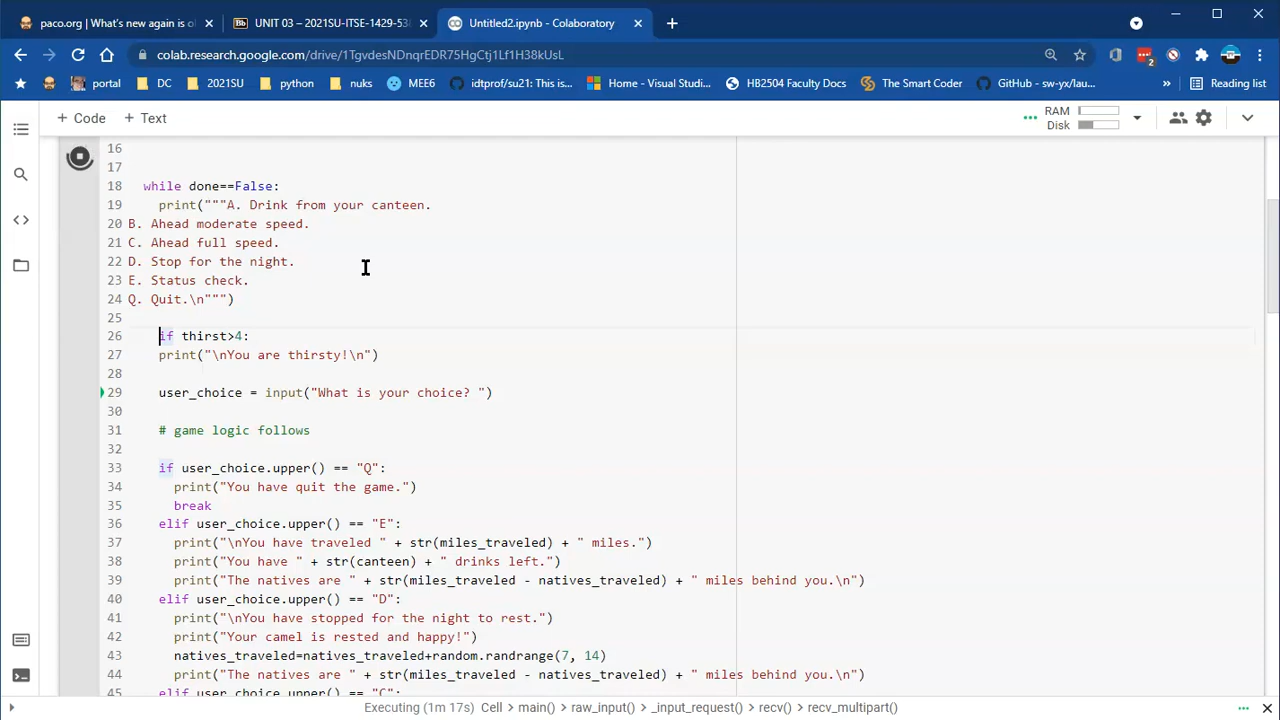 paco.org | What's new again is o
UNIT 03 – 2021SU-ITSE-1429-53
Untitled2.ipynb - Colaboratory
colab.research.google.com/drive/1TgvdesNDnqrEDR75HgCtj1Lf1H38kUsL
portal DC 2021SU python nuks MEE6 idtprof/su21: This is... Home - Visual Studi... HB2504 Faculty Docs The Smart Coder GitHub - sw-yx/lau... » Reading list
+ Code + Text
RAM
Disk
16
17
18 while done==False:
19 print("""A. Drink from your canteen.
20 B. Ahead moderate speed.
21 C. Ahead full speed.
22 D. Stop for the night.
23 E. Status check.
24 Q. Quit.\n""")
25
26 if thirst>4:
27 print("\nYou are thirsty!\n")
28
29 user_choice = input("What is your choice? ")
30
31 # game logic follows
32
33 if user_choice.upper() == "Q":
34 print("You have quit the game.")
35 break
36 elif user_choice.upper() == "E":
37 print("\nYou have traveled " + str(miles_traveled) + " miles.")
38 print("You have " + str(canteen) + " drinks left.")
39 print("The natives are " + str(miles_traveled - natives_traveled) + " miles behind you.\n")
40 elif user_choice.upper() == "D":
41 print("\nYou have stopped for the night to rest.")
42 print("Your camel is rested and happy!")
43 natives_traveled=natives_traveled+random.randrange(7, 14)
44 print("The natives are " + str(miles_traveled - natives_traveled) + " miles behind you.\n")
45 elif user_choice.upper() == "C":
Executing (1m 17s) Cell > main() > raw_input() > _input_request() > recv() > recv_multipart()